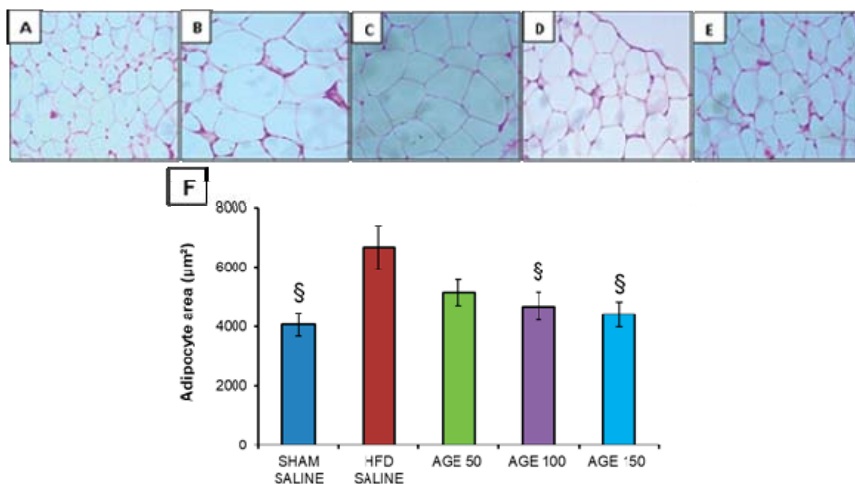 A B C D E
F
Adipocyte area (µm²)
8000
6000
4000
2000
0
§
§
§
SHAM SALINE
HFD SALINE
AGE 50
AGE 100
AGE 150